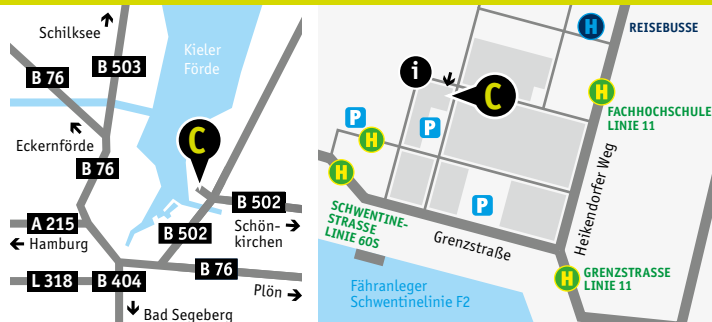 Schilksee
Kieler
Förde
B 503
B 76
C
Eckernförde
B 76
B 502
Schön-
kirchen
A 215
Hamburg
B 502
B 76
Plön
L 318
B 404
Bad Segeberg
H
REISEBUSSE
i
C
H
FACHHOCHSCHULE
LINIE 11
P
H
P
H
Heikendorfer Weg
P
SCHWENTINE-
STRASSE
LINIE 60S
Grenzstraße
H
GRENZSTRASSE
LINIE 11
Fähranleger
Schwentinelinie F2